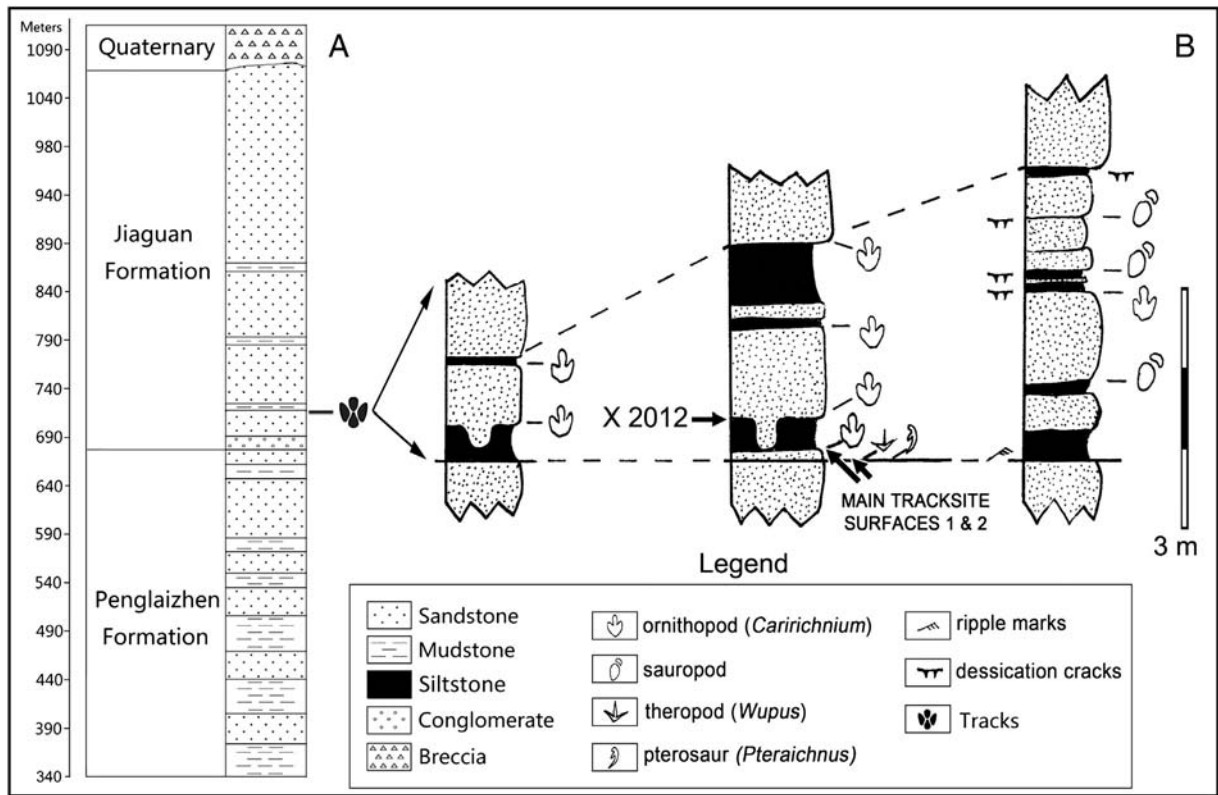 Meters
1090
1040
980
940
890
840
790
740
690
640
590
540
490
440
390
340
Quaternary
Jiaguan
Formation
Penglaizhen
Formation
A
B
X 2012
MAIN TRACKSITE
SURFACES 1 & 2
3 m
Legend
Sandstone
Mudstone
Siltstone
Conglomerate
Breccia
ornithopod (Caririchnium)
sauropod
theropod (Wupus)
pterosaur (Pteraichnus)
ripple marks
dessication cracks
Tracks